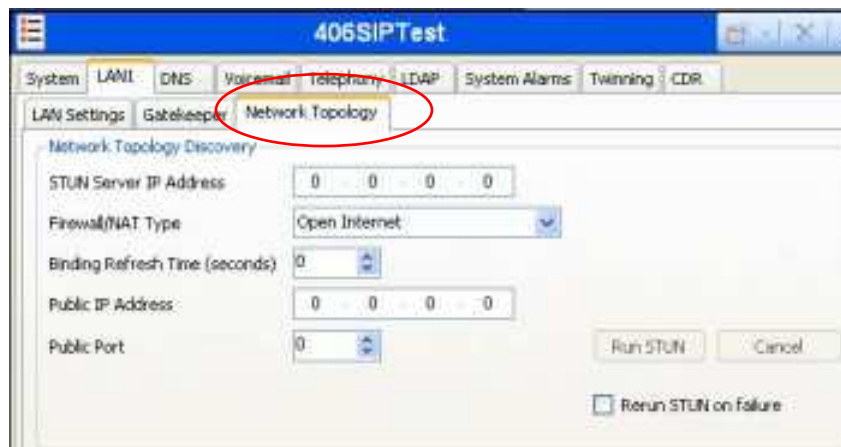 406SIPTest
System LAN1 DNS Voicemail Telephony LDAP System Alarms Twinning CDR
LAN Settings Gatekeeper Network Topology
Network Topology Discovery
STUN Server IP Address 0 . 0 . 0 . 0
Firewall/NAT Type Open Internet
Binding Refresh Time (seconds) 0
Public IP Address 0 . 0 . 0 . 0
Public Port 0 Run STUN Cancel
Rerun STUN on failure